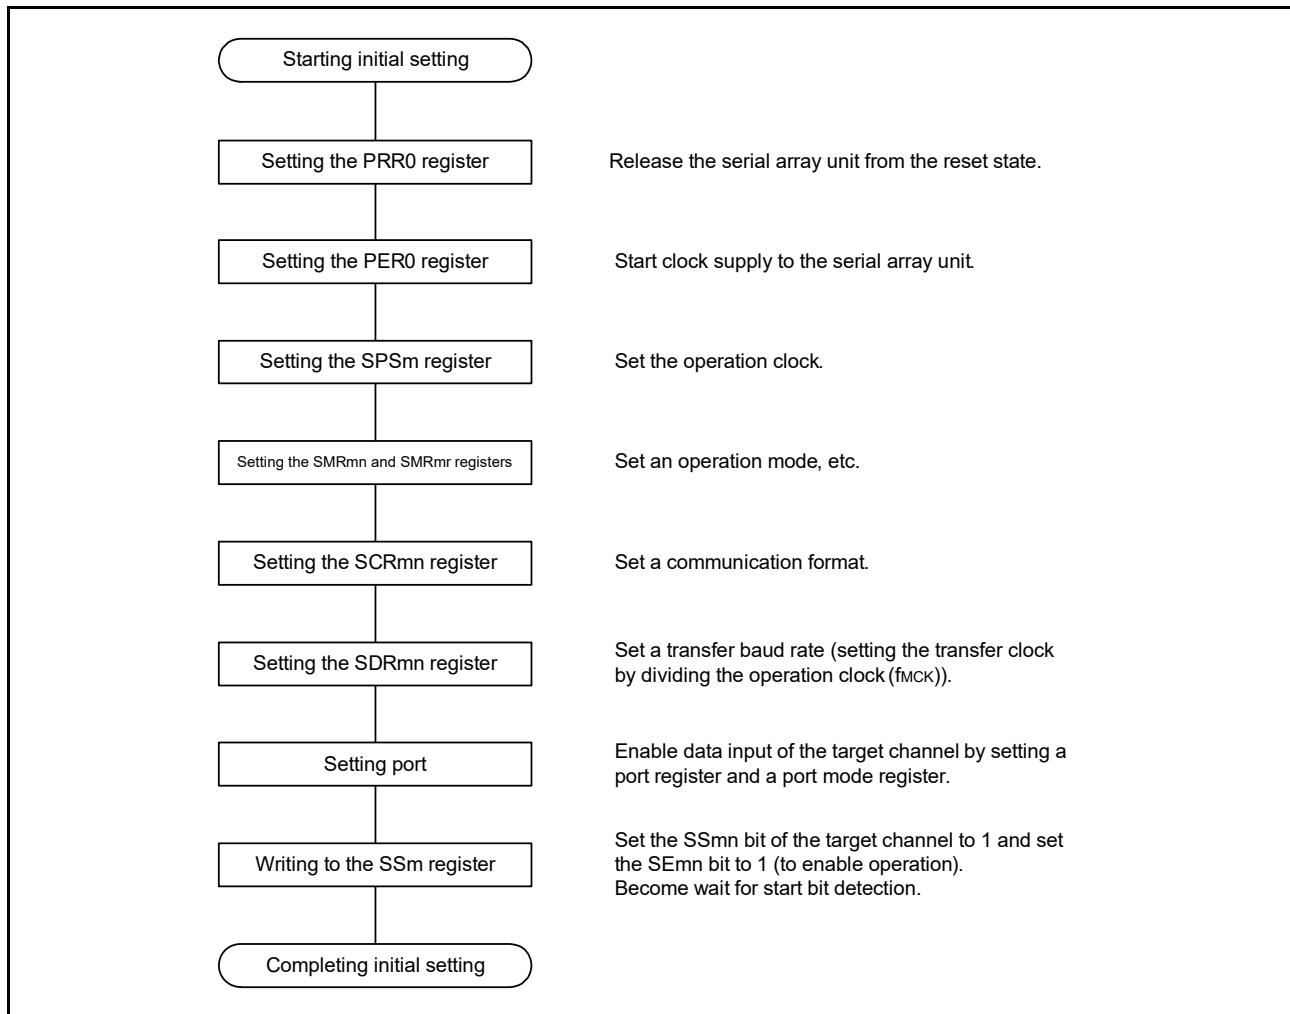 Starting initial setting
Setting the PRR0 register
Release the serial array unit from the reset state.
Setting the PER0 register
Start clock supply to the serial array unit.
Setting the SPSm register
Set the operation clock.
Setting the SMRmn and SMRmr registers
Set an operation mode, etc.
Setting the SCRmn register
Set a communication format.
Setting the SDRmn register
Set a transfer baud rate (setting the transfer clock
by dividing the operation clock (fMCK)).
Setting port
Enable data input of the target channel by setting a
port register and a port mode register.
Writing to the SSm register
Set the SSmn bit of the target channel to 1 and set
the SEmn bit to 1 (to enable operation).
Become wait for start bit detection.
Completing initial setting